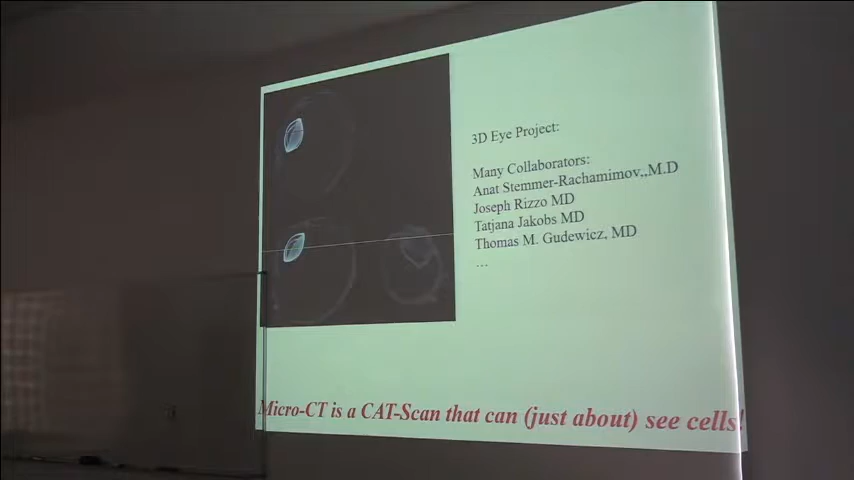 3D Eye Project:
Many Collaborators:
Anat Stemmer-Rachamimov,,M.D
Joseph Rizzo MD
Tatjana Jakobs MD
Thomas M. Gudewicz, MD
...
Micro-CT is a CAT-Scan that can (just about) see cells!